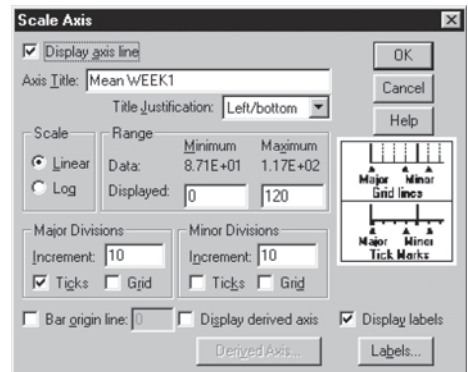 Scale Axis
Display axis line
OK
Axis Title: Mean WEEK1
Cancel
Title Justification: Left/bottom
Help
Scale
Range
Minimum Maximum
Linear
Data: 8.71E+01 1.17E+02
Log
Displayed: 0 120
Major Minor
Grid lines
Major Minor
Tick Marks
Major Divisions
Minor Divisions
Increment: 10
Increment: 10
Ticks Grid
Ticks Grid
Bar origin line: 0 Display derived axis Display labels
Derived Axis... Labels...